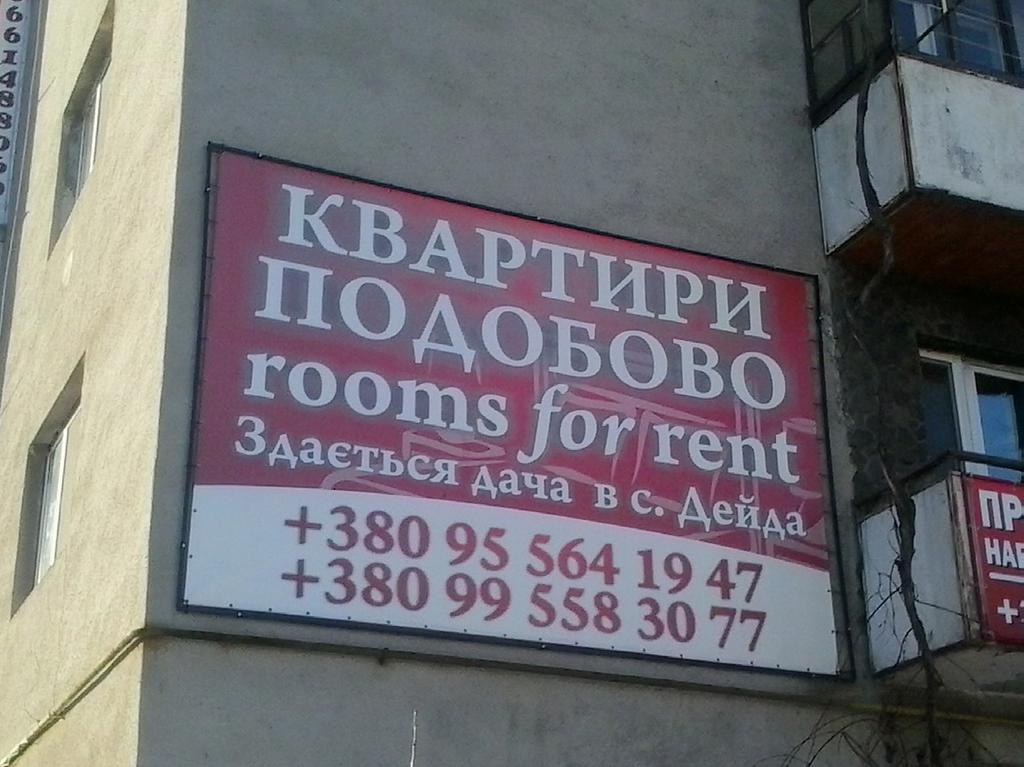 КВАРТИРИ
ПОДОБОВО
rooms for rent
Здається дача в с. Дейда
+380 95 564 19 47
+380 99 558 30 77